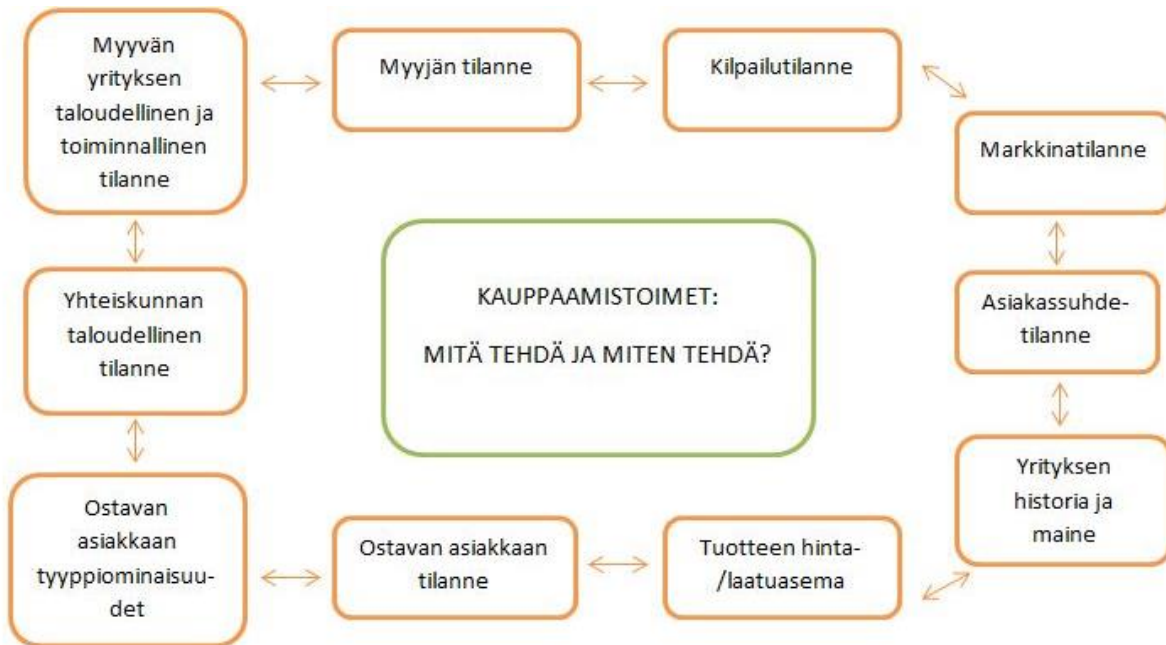 Myyvän
yrityksen
taloudellinen ja
toiminnallinen
tilanne
Myyjän tilanne
Kilpailutilanne
Markkinatilanne
Yhteiskunnan
taloudellinen
tilanne
KAUPPAAMISTOIMET:
MITÄ TEHDÄ JA MITEN TEHDÄ?
Asiakassuhde-
tilanne
Ostavan
asiakkaan
tyyppiominaisuu-
det
Ostavan asiakkaan
tilanne
Tuotteen hinta-
/laatuasema
Yrityksen
historia ja
maine